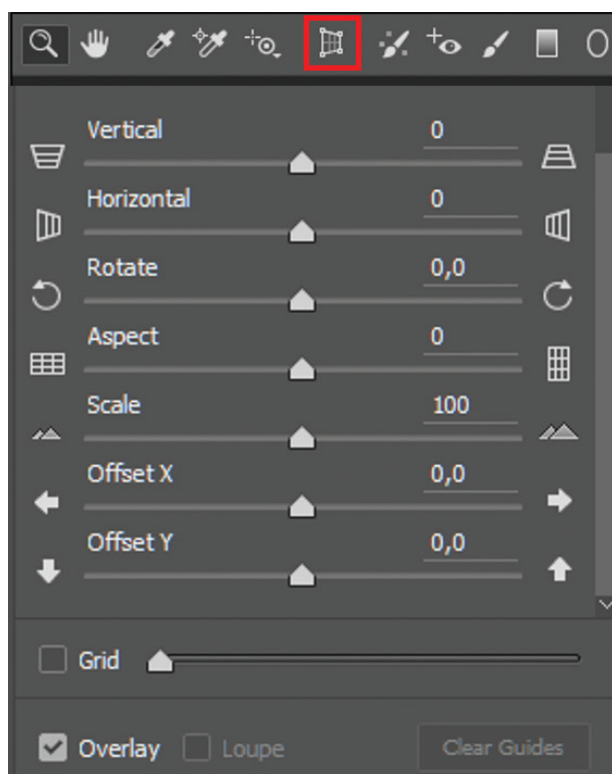 Vertical 0
Horizontal 0
Rotate 0,0
Aspect 0
Scale 100
Offset X 0,0
Offset Y 0,0
Grid
Overlay Loupe Clear Guides